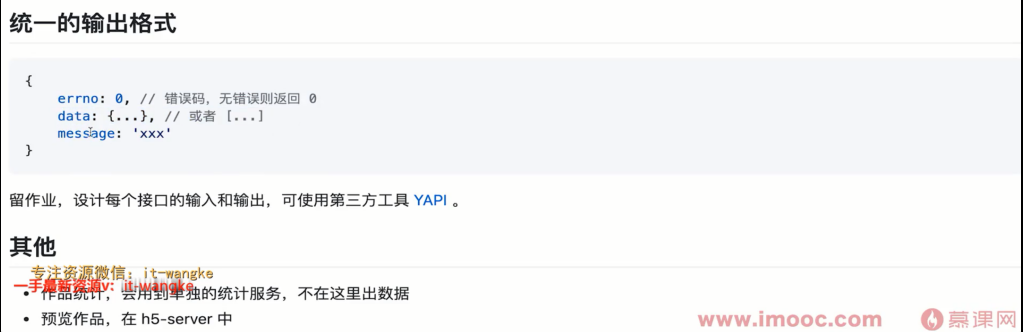 统一的输出格式
{
errno: 0, // 错误码，无错误则返回 0
data: {...}, // 或者 [...]
message: 'xxx'
}
留作业，设计每个接口的输入和输出，可使用第三方工具 YAPI 。
其他
专注资源微信：it-wangke
一手最新资源v: it-wangke
• 作品统计，会用到单独的统计服务，不在这里出数据
• 预览作品，在 h5-server 中
www.imooc.com 慕课网